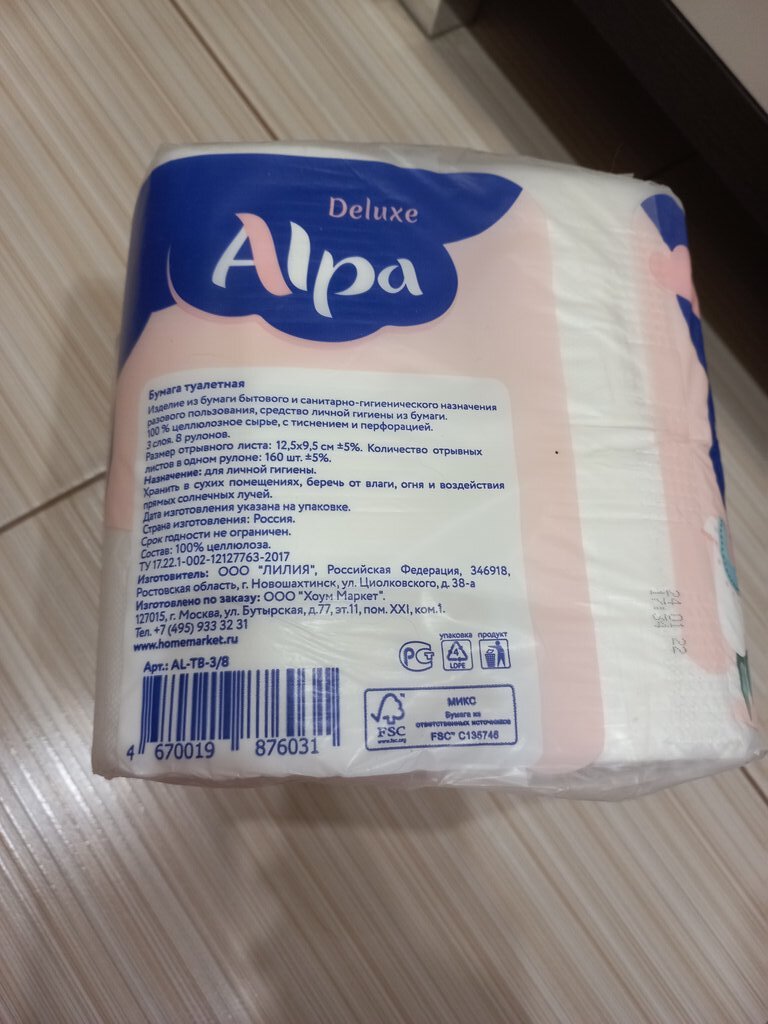 Deluxe
Alpa
Бумага туалетная
Изделие из бумаги бытового и санитарно-гигиенического назначения
разового пользования, средство личной гигиены из бумаги.
100 % целлюлозное сырье, с тиснением и перфорацией.
3 слоя. 8 рулонов.
Размер отрывного листа: 12,5х9,5 см ±5%. Количество отрывных
листов в одном рулоне: 160 шт. ±5%.
Назначение: для личной гигиены.
Хранить в сухих помещениях, беречь от влаги, огня и воздействия
прямых солнечных лучей.
Дата изготовления указана на упаковке.
Страна изготовления: Россия.
Срок годности не ограничен.
Состав: 100% целлюлоза.
ТУ 17.22.1-002-12127763-2017
Изготовитель: ООО "ЛИЛИЯ", Российская Федерация, 346918,
Ростовская область, г. Новошахтинск, ул. Циолковского, д. 38-а
Изготовлено по заказу: ООО "Хоум Маркет".
127015, г. Москва, ул. Бутырская, д.77, эт.11, пом. XXI, ком.1.
Тел. +7 (495) 933 32 31
www.homemarket.ru
упаковка продукт
РСТ
4
LDPE
Арт.: AL-TB-3/8
4 670019 876031
FSC
www.fsc.org
МИКС
Бумага из
ответственных источников
FSC™ C135746
24 01 22
17:34